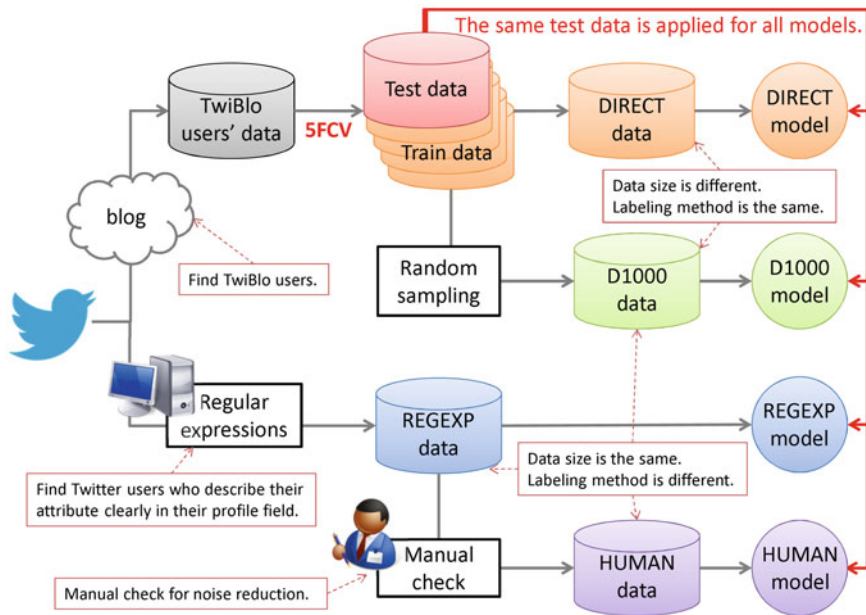 The same test data is applied for all models.
TwiBlo
users' data
5FCV
Test data
Train data
DIRECT
data
DIRECT
model
blog
Data size is different.
Labeling method is the same.
Find TwiBlo users.
Random
sampling
D1000
data
D1000
model
Regular
expressions
REGEXP
data
REGEXP
model
Find Twitter users who describe their
attribute clearly in their profile field.
Data size is the same.
Labeling method is different.
Manual
check
HUMAN
data
HUMAN
model
Manual check for noise reduction.